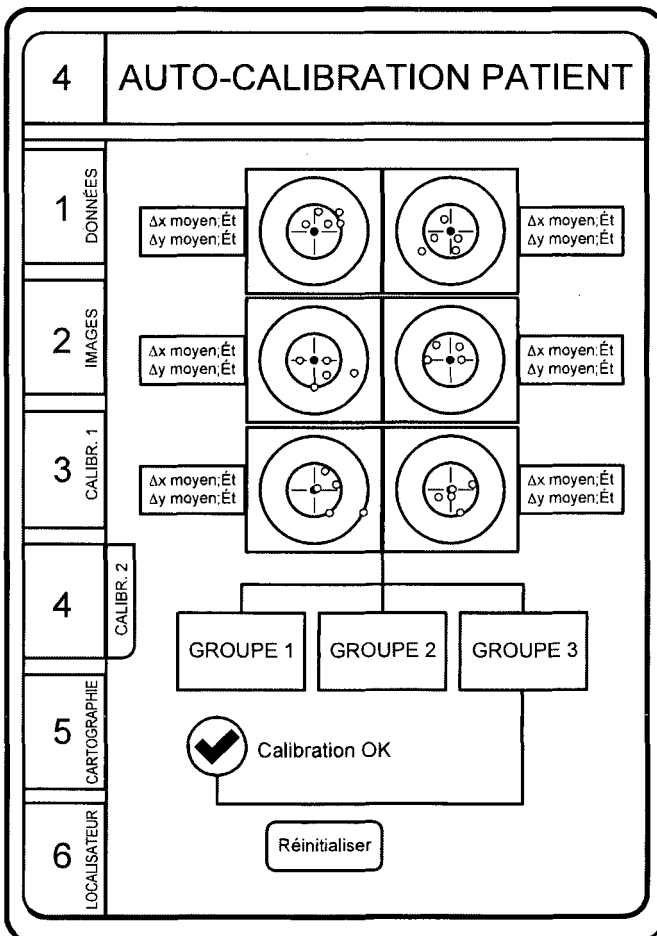 4 AUTO-CALIBRATION PATIENT
1 DONNÉES
2 IMAGES
3 CALIBR. 1
4 CALIBR. 2
5 CARTOGRAPHIE
6 LOCALISATEUR
Δx moyen;Ét
Δy moyen;Ét
Δx moyen;Ét
Δy moyen;Ét
Δx moyen;Ét
Δy moyen;Ét
Δx moyen;Ét
Δy moyen;Ét
Δx moyen;Ét
Δy moyen;Ét
Δx moyen;Ét
Δy moyen;Ét
GROUPE 1
GROUPE 2
GROUPE 3
Calibration OK
Réinitialiser